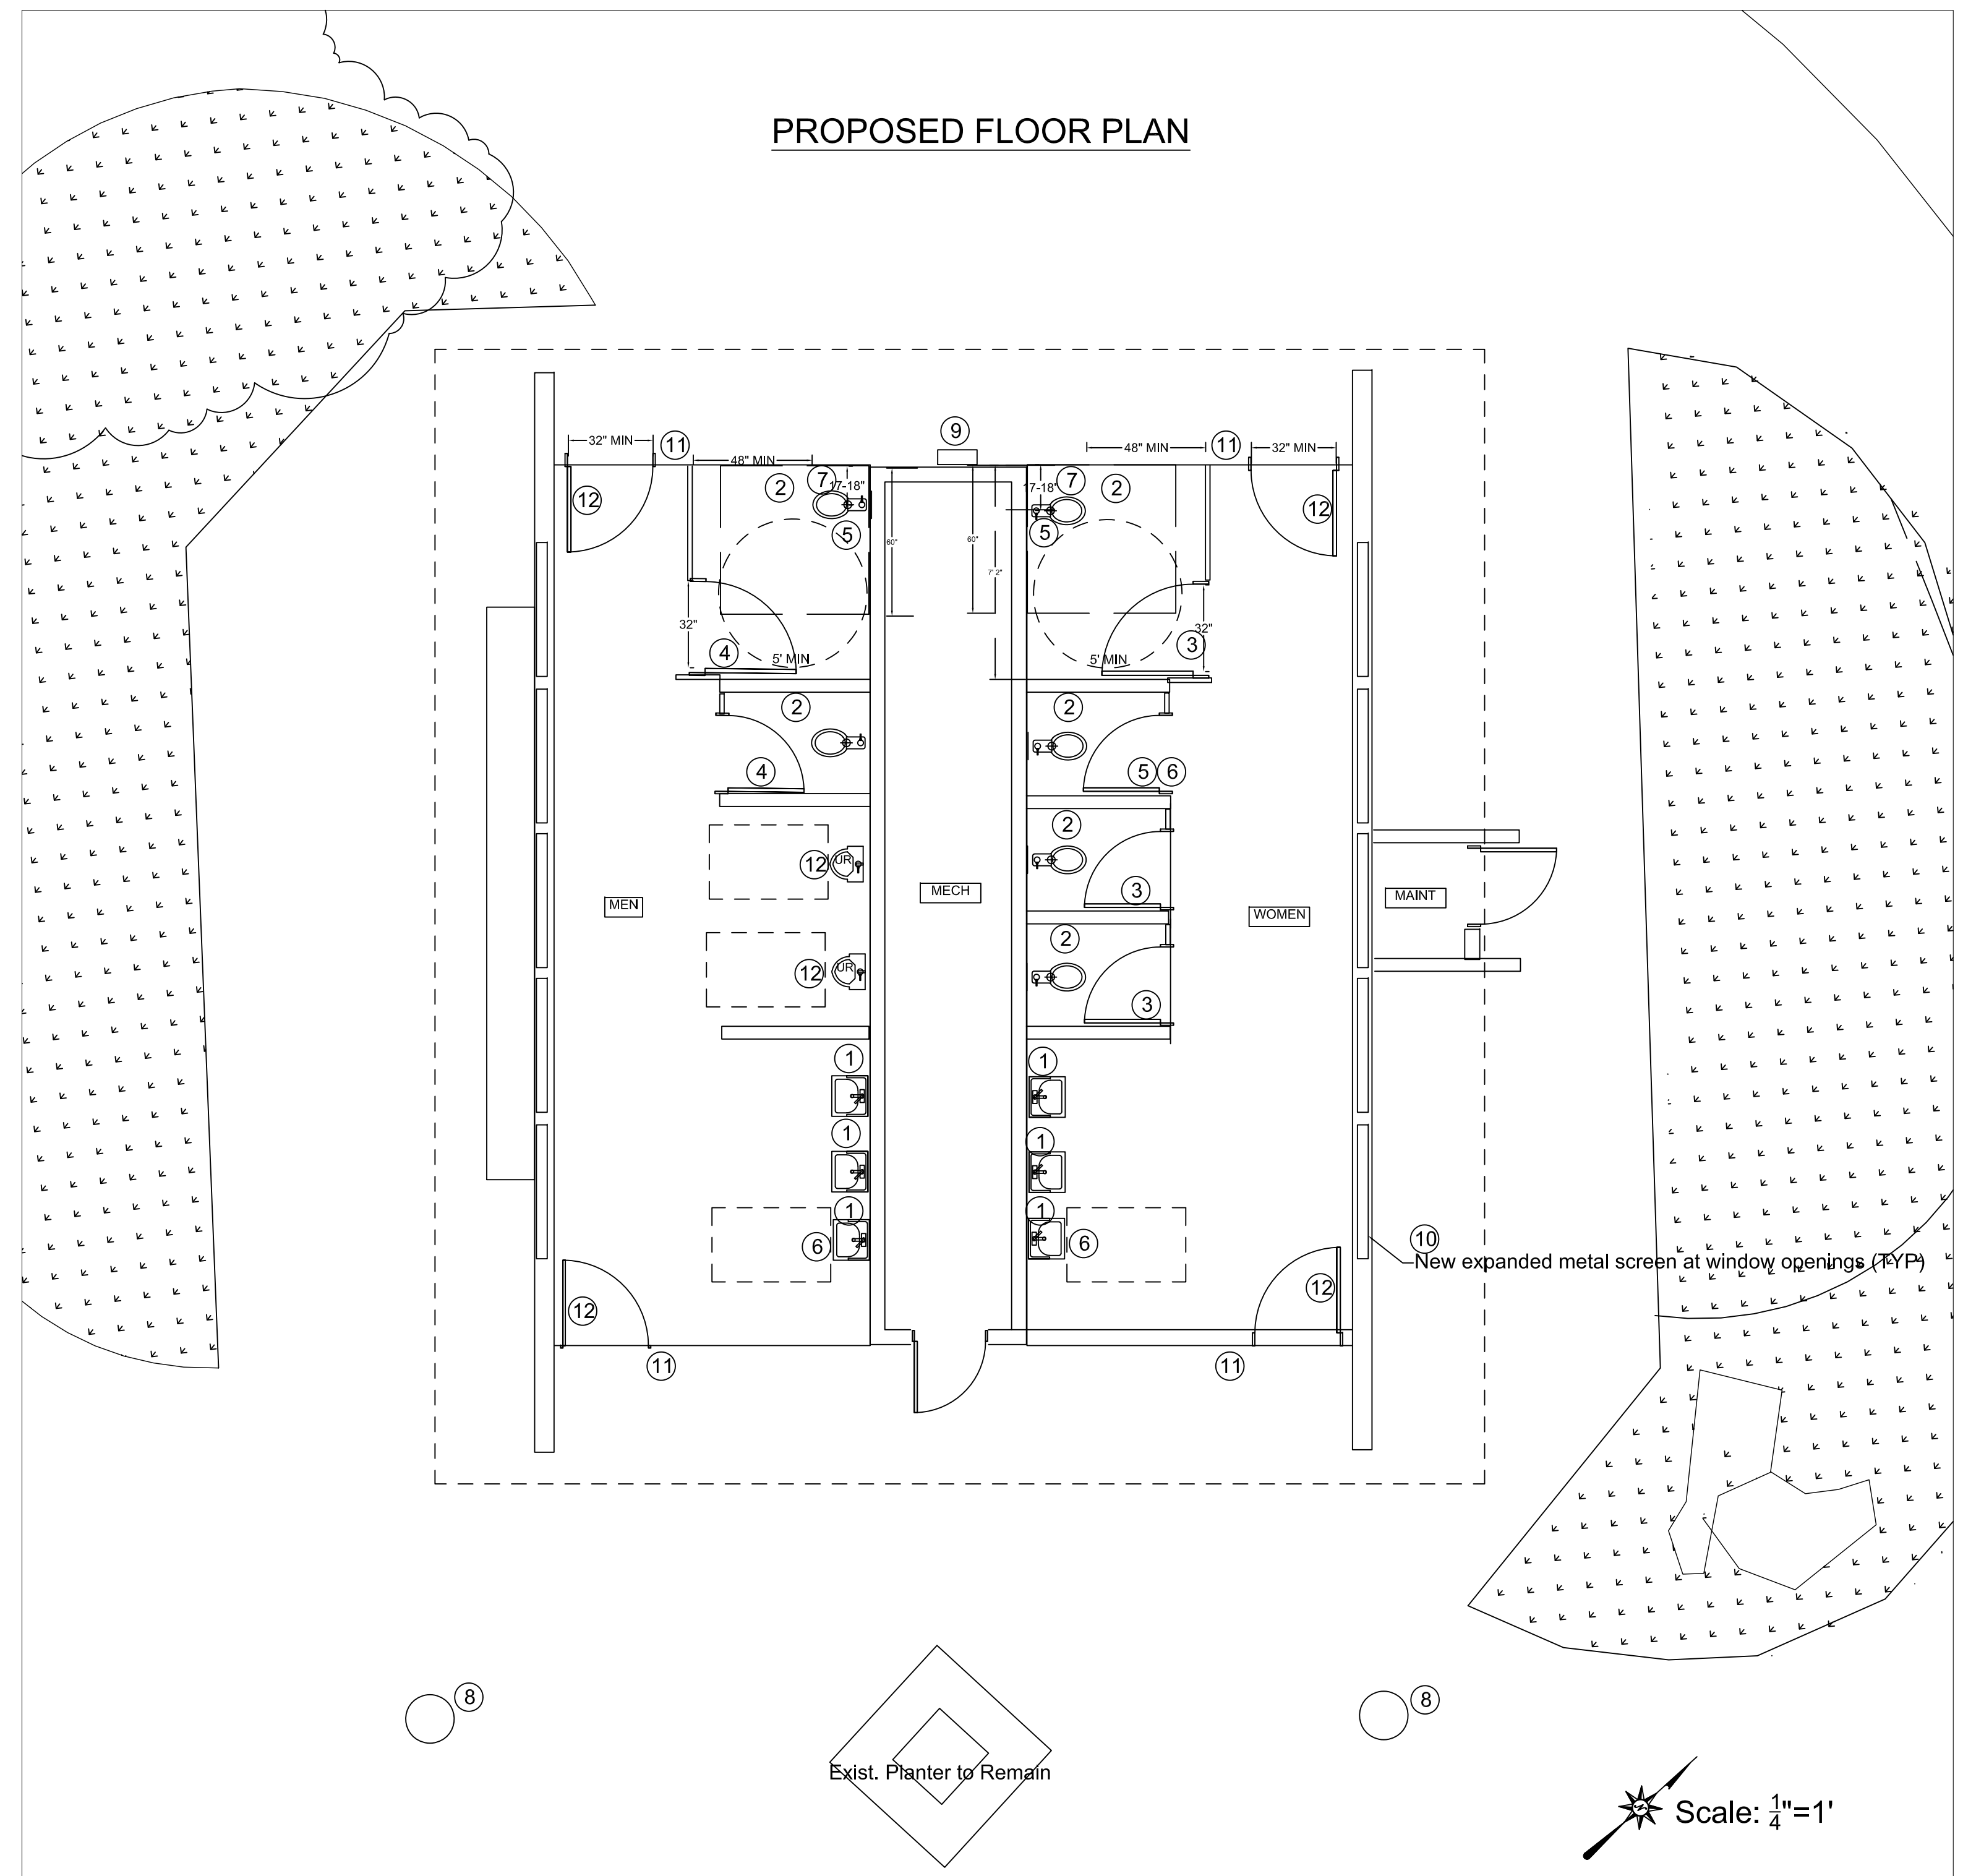 PROPOSED FLOOR PLAN
9
32" MIN
11
48" MIN
48" MIN
11
32" MIN
12
2
7
17-18"
17-18"
7
2
12
5
5
60"
60"
7' 2"
32"
4
5' MIN
5' MIN
3
32"
2
2
4
5
6
2
12
UR
3
MEN
MECH
WOMEN
MAINT
2
12
UR
3
1
1
1
1
1
1
6
6
10
New expanded metal screen at window openings (TYP)
12
12
11
11
8
8
Exist. Planter to Remain
Scale: 1/4"=1'